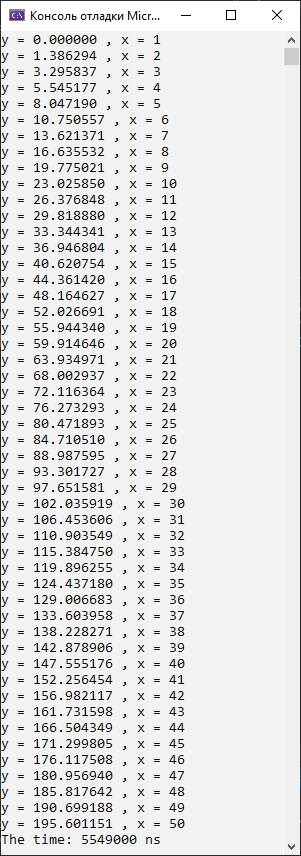 Консоль отладки Micr...
y = 0.000000 , x = 1
y = 1.386294 , x = 2
y = 3.295837 , x = 3
y = 5.545177 , x = 4
y = 8.047190 , x = 5
y = 10.750557 , x = 6
y = 13.621371 , x = 7
y = 16.635532 , x = 8
y = 19.775021 , x = 9
y = 23.025850 , x = 10
y = 26.376848 , x = 11
y = 29.818880 , x = 12
y = 33.344341 , x = 13
y = 36.946804 , x = 14
y = 40.620754 , x = 15
y = 44.361420 , x = 16
y = 48.164627 , x = 17
y = 52.026691 , x = 18
y = 55.944340 , x = 19
y = 59.914646 , x = 20
y = 63.934971 , x = 21
y = 68.002937 , x = 22
y = 72.116364 , x = 23
y = 76.273293 , x = 24
y = 80.471893 , x = 25
y = 84.710510 , x = 26
y = 88.987595 , x = 27
y = 93.301727 , x = 28
y = 97.651581 , x = 29
y = 102.035919 , x = 30
y = 106.453606 , x = 31
y = 110.903549 , x = 32
y = 115.384750 , x = 33
y = 119.896255 , x = 34
y = 124.437180 , x = 35
y = 129.006683 , x = 36
y = 133.603958 , x = 37
y = 138.228271 , x = 38
y = 142.878906 , x = 39
y = 147.555176 , x = 40
y = 152.256454 , x = 41
y = 156.982117 , x = 42
y = 161.731598 , x = 43
y = 166.504349 , x = 44
y = 171.299805 , x = 45
y = 176.117508 , x = 46
y = 180.956940 , x = 47
y = 185.817642 , x = 48
y = 190.699188 , x = 49
y = 195.601151 , x = 50
The time: 5549000 ns